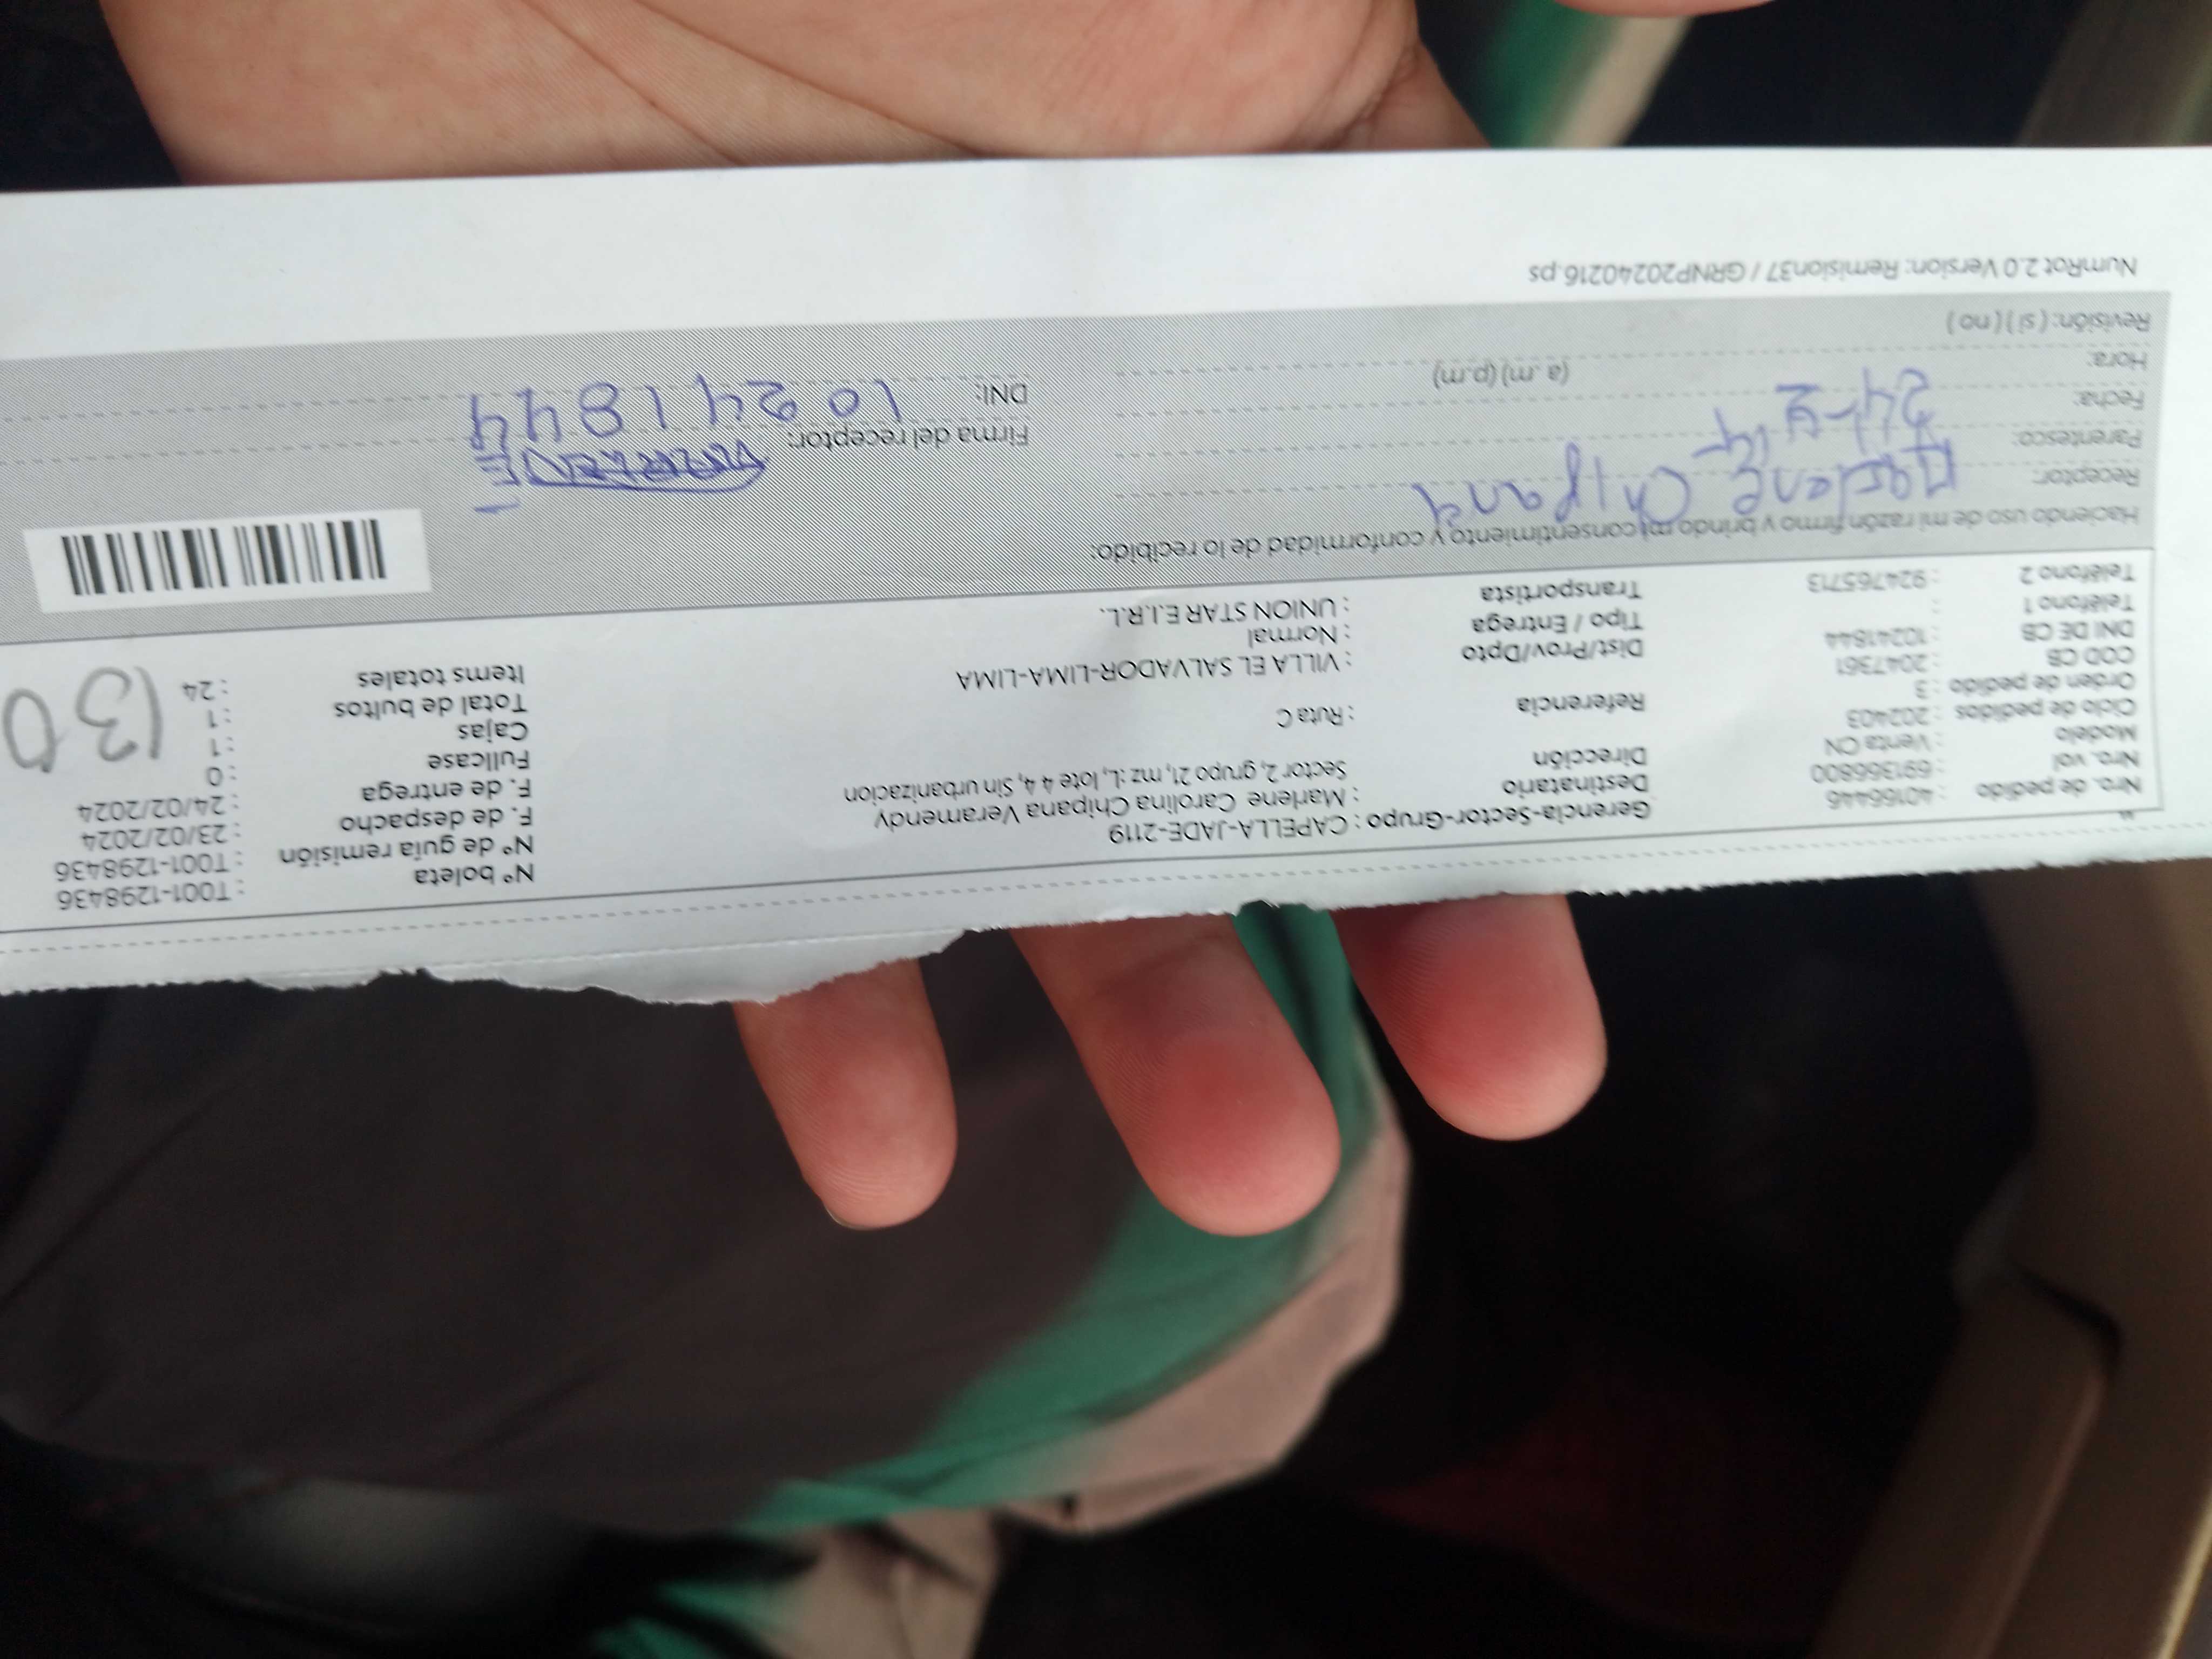 Nro. de pedido : 40166446
Nro. vol : 691366800
Modelo : Venta CN
Ciclo de pedidos : 202403
Orden de pedido : 3
COD CB : 2047361
DNI DE CB : 10241844
Teléfono 1 :
Teléfono 2 : 924765713
Gerencia-Sector-Grupo : CAPELLA-JADE-2119
Destinatario : Marlene Carolina Chipana Veramendy
Dirección Sector 2, grupo 21, mz :L, lote 4 4, Sin urbanizacion
Referencia : Ruta C
Dist/Prov/Dpto : VILLA EL SALVADOR-LIMA-LIMA
Tipo / Entrega : Normal
Transportista : UNION STAR E.I.R.L.
Nº boleta : T001-1298436
Nº de guia remisión : T001-1298436
F. de despacho : 23/02/2024
F. de entrega : 24/02/2024
Fullcase : 0
Cajas : 1
Total de bultos : 1
Items totales : 24
(30
Haciendo uso de mi razón firmo y brindo mi consentimiento y conformidad de lo recibido:
Receptor: Marlene Chipana
Parentesco:
Fecha: 24-2
Hora: (a .m) (p.m)
Revisión: ( si ) ( no )
Firma del receptor: MARLENE
DNI: 10241844
NumRot 2.0 Version: Remision37 / GRNP20240216.ps